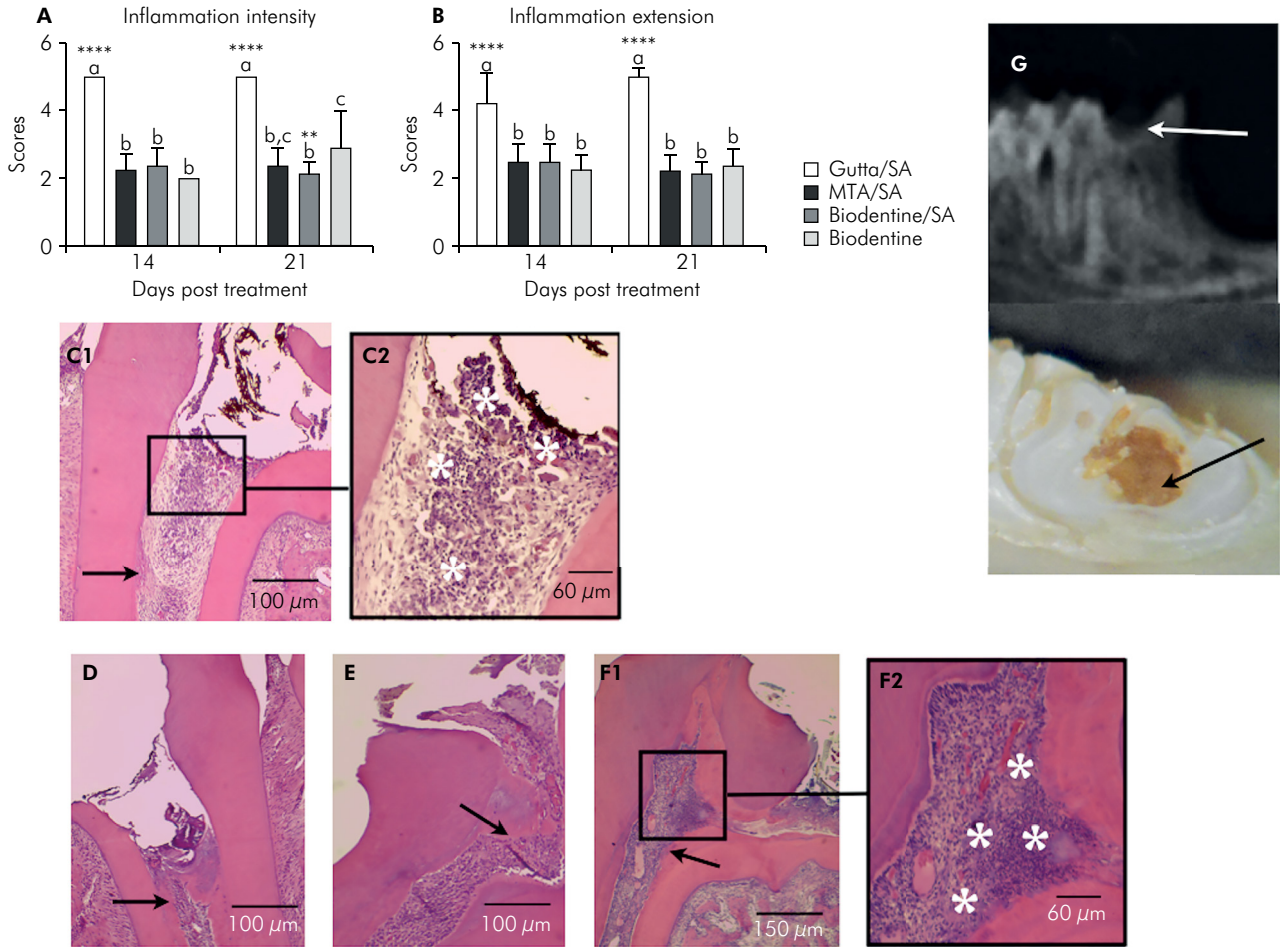 A Inflammation intensity
6
4
2
0
Scores
****
a
b
b
b
****
a
b,c
**
b
c
14 21
Days post treatment
B Inflammation extension
6
4
2
0
Scores
****
a
b
b
b
****
a
b
b
b
14 21
Days post treatment
Gutta/SA
MTA/SA
Biodentine/SA
Biodentine
G
C1
100 µm
C2
*
*
*
*
60 µm
D
100 µm
E
100 µm
F1
150 µm
F2
*
*
*
*
60 µm